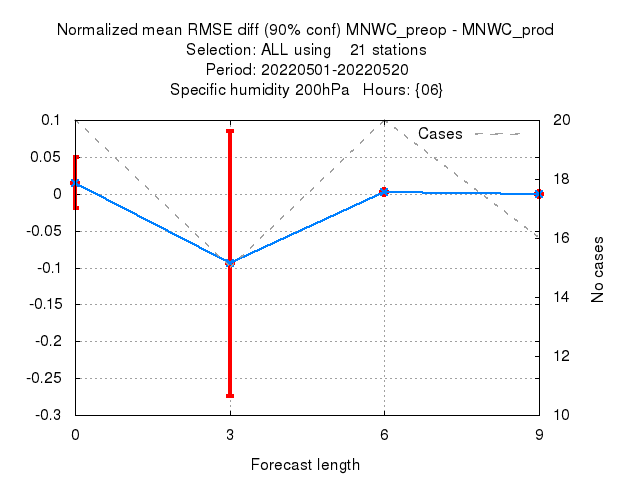 Normalized mean RMSE diff (90% conf) MNWC_preop - MNWC_prod
Selection: ALL using    21 stations
Period: 20220501-20220520
Specific humidity 200hPa   Hours: {06}
0.1
0.05
0
-0.05
-0.1
-0.15
-0.2
-0.25
-0.3
Cases
20
18
16
14
12
10
No cases
0
3
6
9
Forecast length